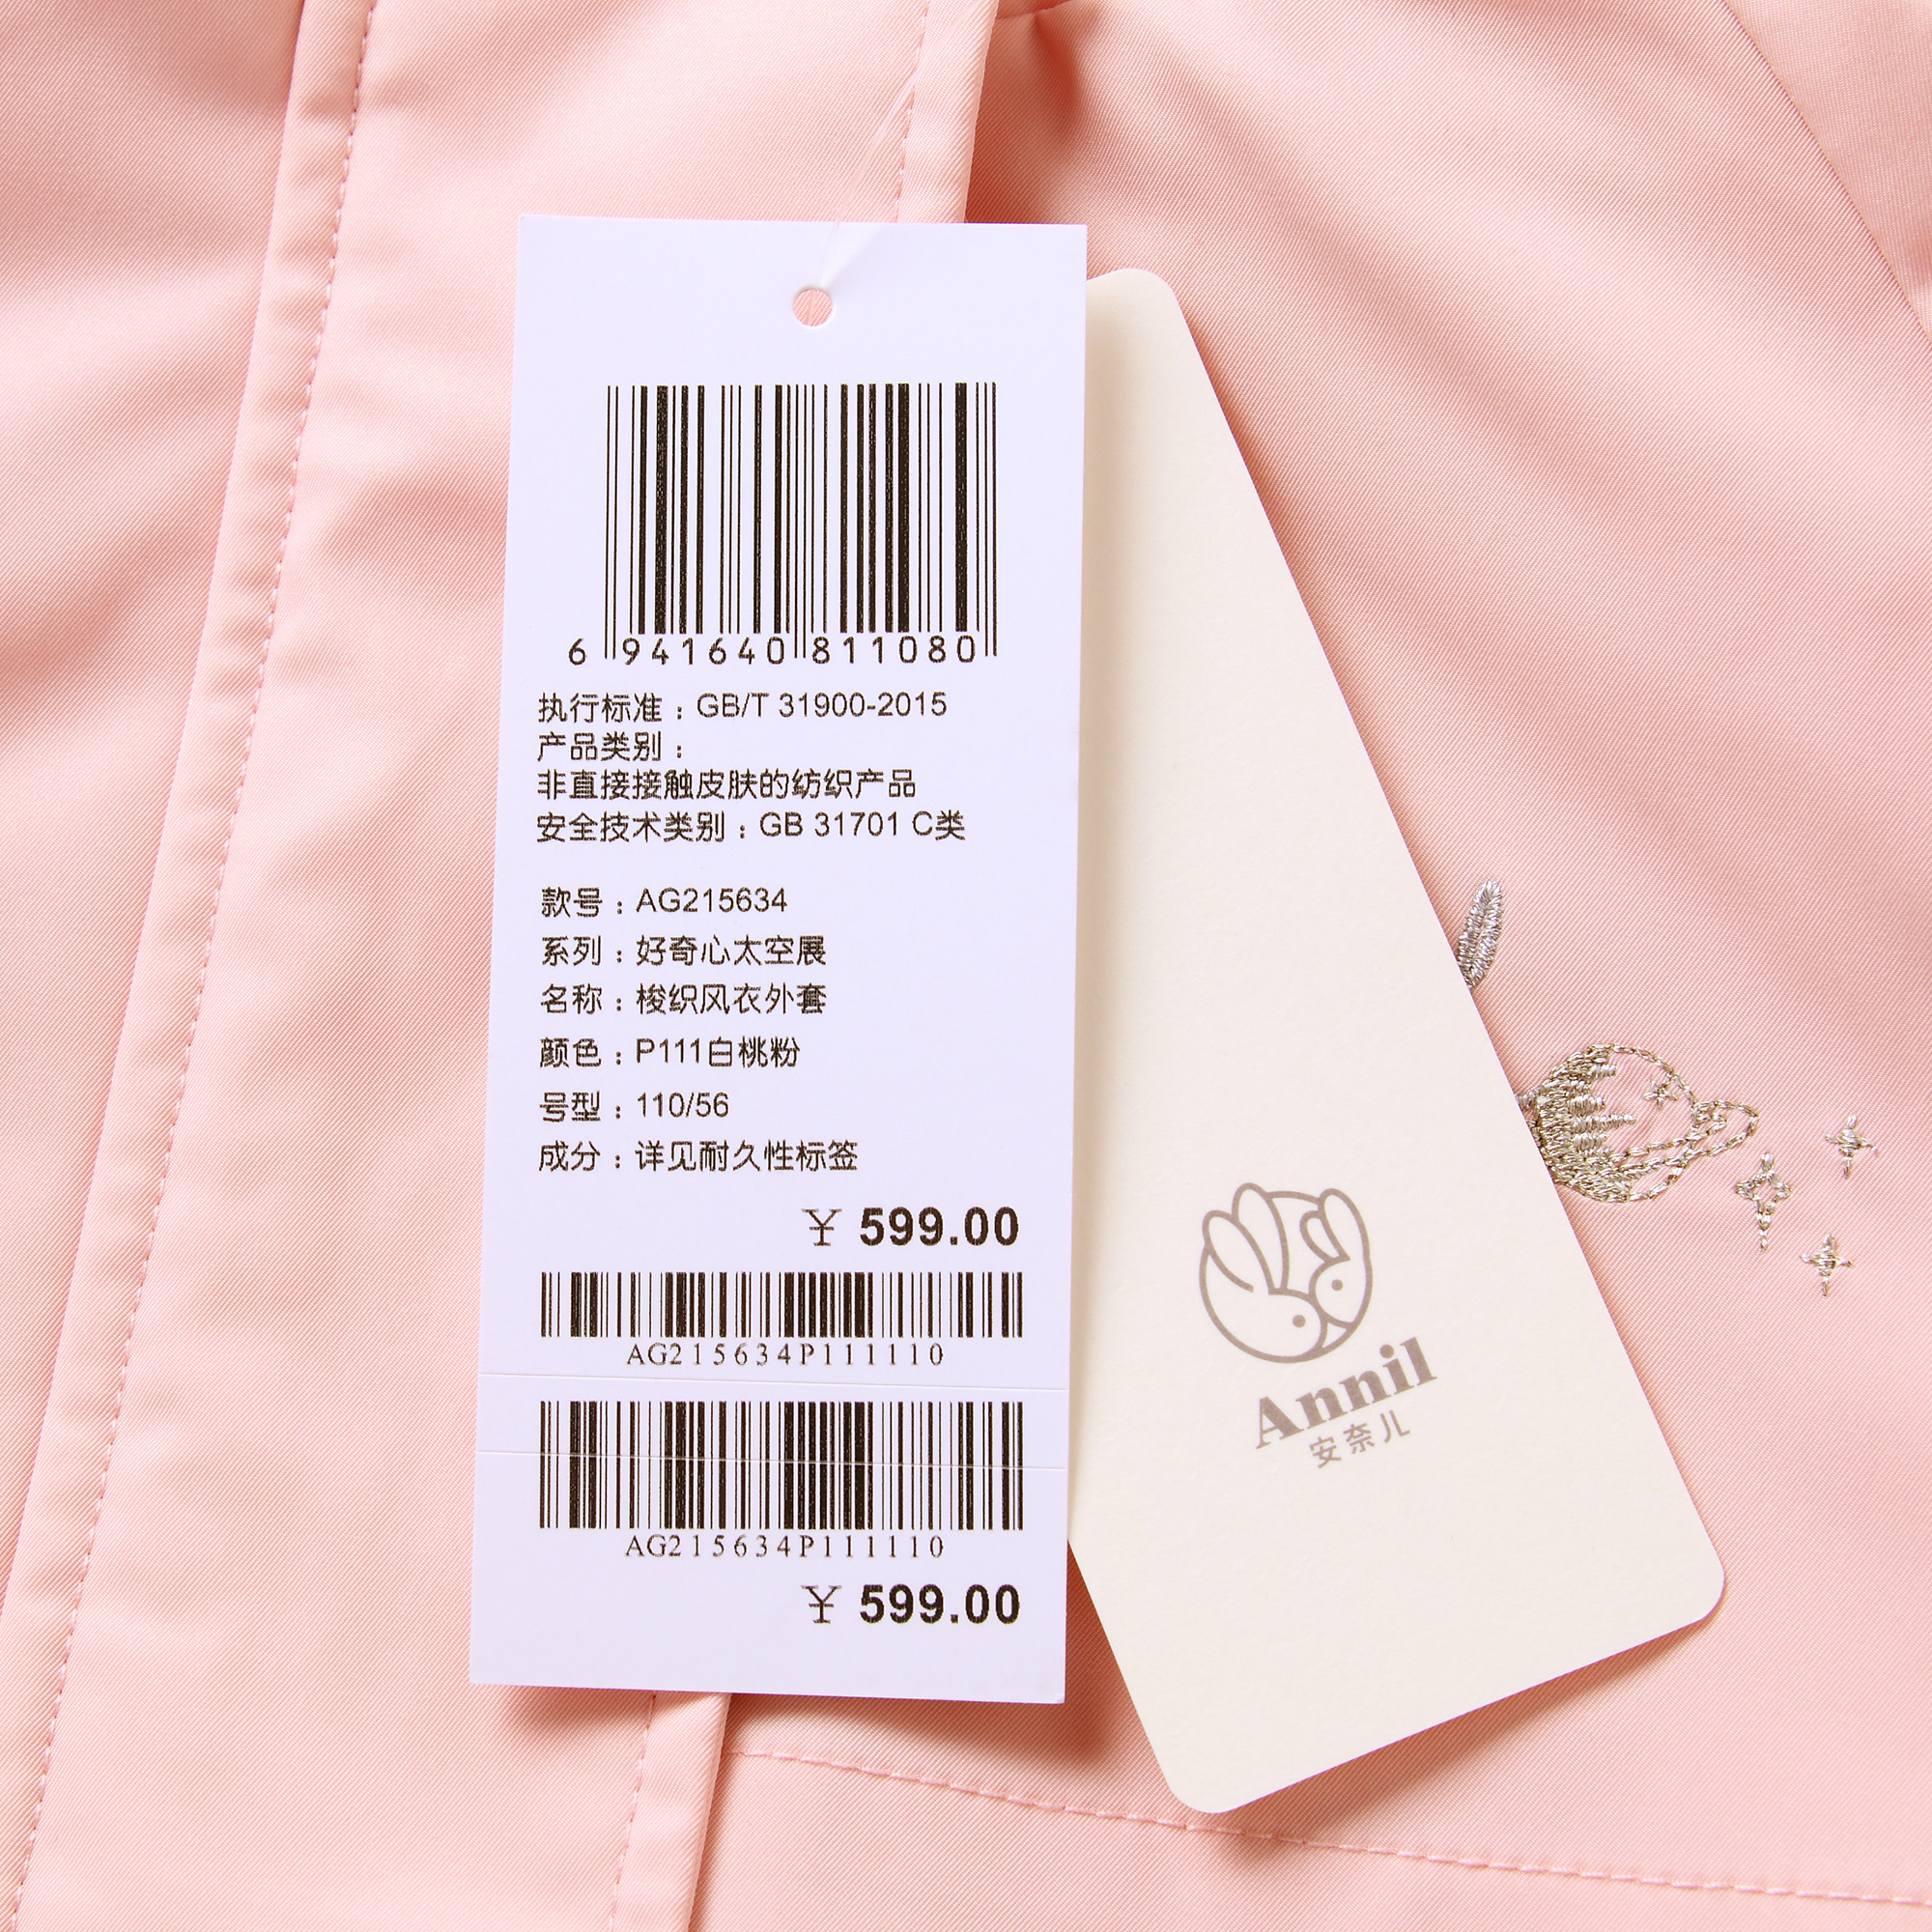 6 941640 811080
执行标准：GB/T 31900-2015
产品类别：
非直接接触皮肤的纺织产品
安全技术类别：GB 31701 C类
款号：AG215634
系列：好奇心太空展
名称：梭织风衣外套
颜色：P111白桃粉
号型：110/56
成分：详见耐久性标签
¥ 599.00
AG215634P111110
AG215634P111110
¥ 599.00
Annil
安奈儿